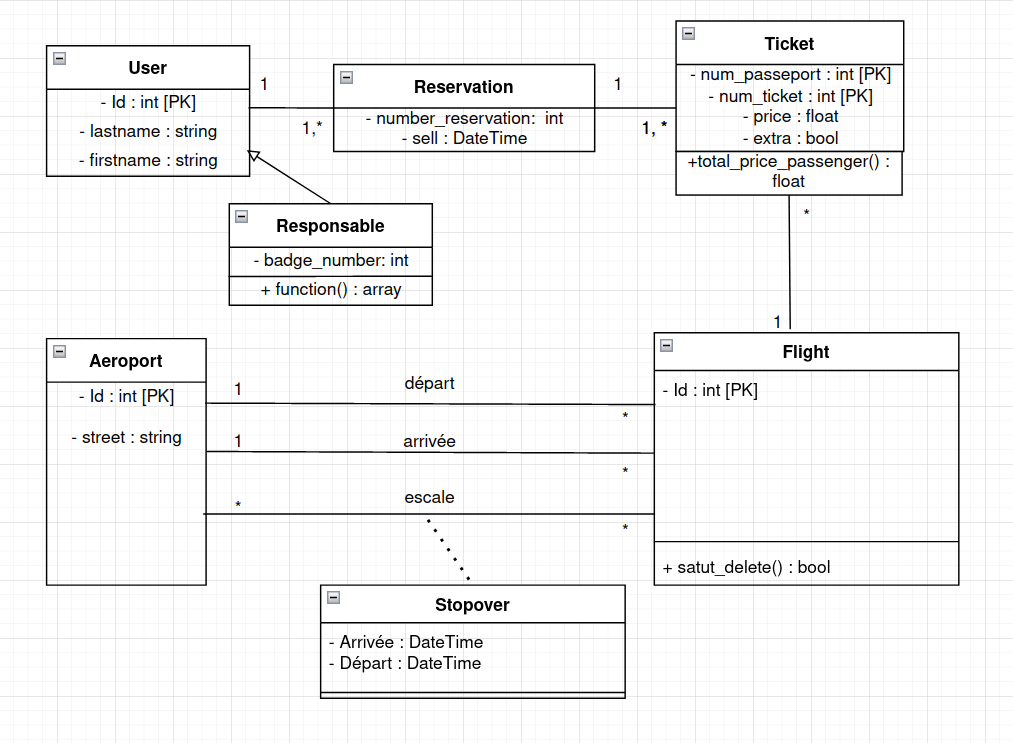 User
- Id : int [PK]
- lastname : string
- firstname : string
1
1,*
Reservation
- number_reservation:  int
- sell : DateTime
1
1, *
Ticket
- num_passeport : int [PK]
- num_ticket : int [PK]
- price : float
- extra : bool
+total_price_passenger() :
float
*
1
Responsable
- badge_number: int
+ function() : array
Aeroport
- Id : int [PK]
- street : string
1
départ
*
1
arrivée
*
*
escale
*
Flight
- Id : int [PK]
+ satut_delete() : bool
Stopover
- Arrivée : DateTime
- Départ : DateTime